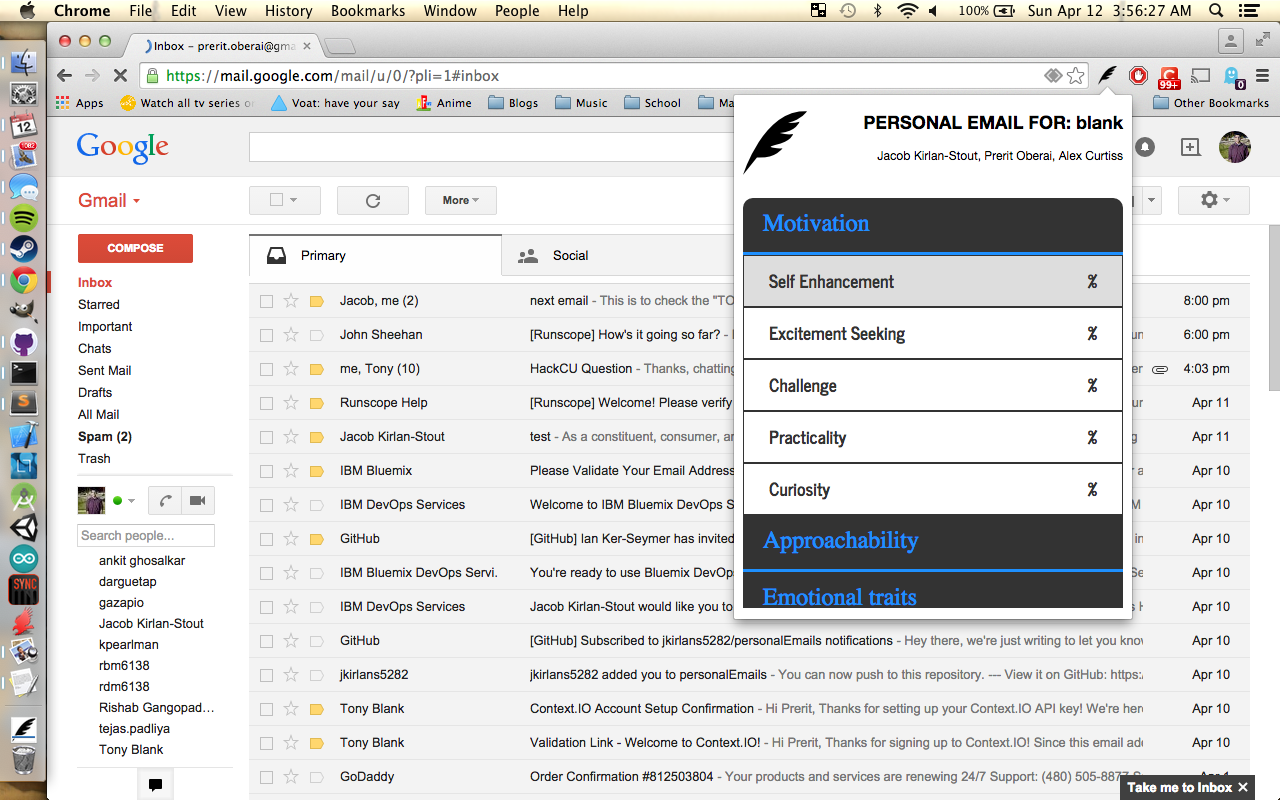 Chrome File Edit View History Bookmarks Window People Help 100% Sun Apr 12 3:56:27 AM
Inbox – prerit.oberai@gma
https://mail.google.com/mail/u/0/?pli=1#inbox
99+ 0
Apps Watch all tv series o Voat: have your say Anime Blogs Music School Ma Other Bookmarks
12
1082
SYNC
PERSONAL EMAIL FOR: blank
Jacob Kirlan-Stout, Prerit Oberai, Alex Curtiss
Motivation
Self Enhancement %
Excitement Seeking %
Challenge %
Practicality %
Curiosity %
Approachability
Emotional traits
Google
Gmail
More
COMPOSE
Inbox
Starred
Important
Chats
Sent Mail
Drafts
All Mail
Spam (2)
Trash
Search people...
ankit ghosalkar
darguetap
gazapio
Jacob Kirlan-Stout
kpearlman
rbm6138
rdm6138
Rishab Gangopad…
tejas.padliya
Tony Blank
Primary Social
Jacob, me (2) next email - This is to check the "TO 8:00 pm
John Sheehan [Runscope] How's it going so far? - 6:00 pm
me, Tony (10) HackCU Question - Thanks, chatting 4:03 pm
Runscope Help [Runscope] Welcome! Please verify Apr 11
Jacob Kirlan-Stout test - As a constituent, consumer, an Apr 11
IBM Bluemix Please Validate Your Email Address Apr 10
IBM DevOps Services Welcome to IBM Bluemix DevOps S Apr 10
GitHub [GitHub] Ian Ker-Seymer has invited Apr 10
IBM Bluemix DevOps Servi. You're ready to use Bluemix DevOps Apr 10
IBM DevOps Services Jacob Kirlan-Stout would like you to Apr 10
GitHub [GitHub] Subscribed to jkirlans5282/personalEmails notifications - Hey there, we're just writing to let you know Apr 10
jkirlans5282 jkirlans5282 added you to personalEmails - You can now push to this repository. --- View it on GitHub: https:/ Apr 10
Tony Blank Context.IO Account Setup Confirmation - Hi Prerit, Thanks for setting up your Context.IO API key! We're here Apr 10
Tony Blank Validation Link - Welcome to Context.IO! - Hi Prerit, Thanks for signing up to Context.IO! Since this email add Apr 10
GoDaddy Order Confirmation #812503804 - Your products and services are renewing 24/7 Support: (480) 505-8877 S Apr 1
Take me to Inbox